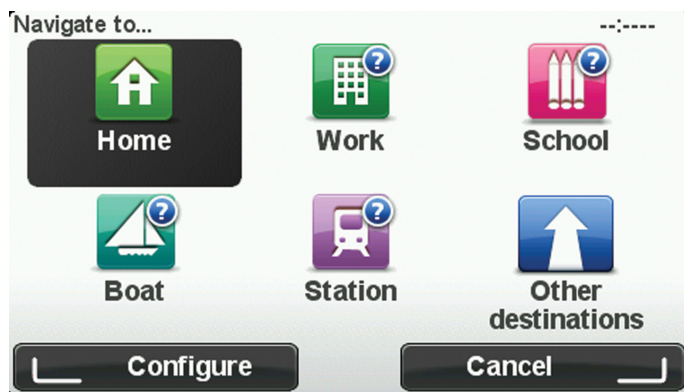 Navigate to...
--:----
?
?
Home
Work
School
?
?
Boat
Station
Other
destinations
Configure
Cancel